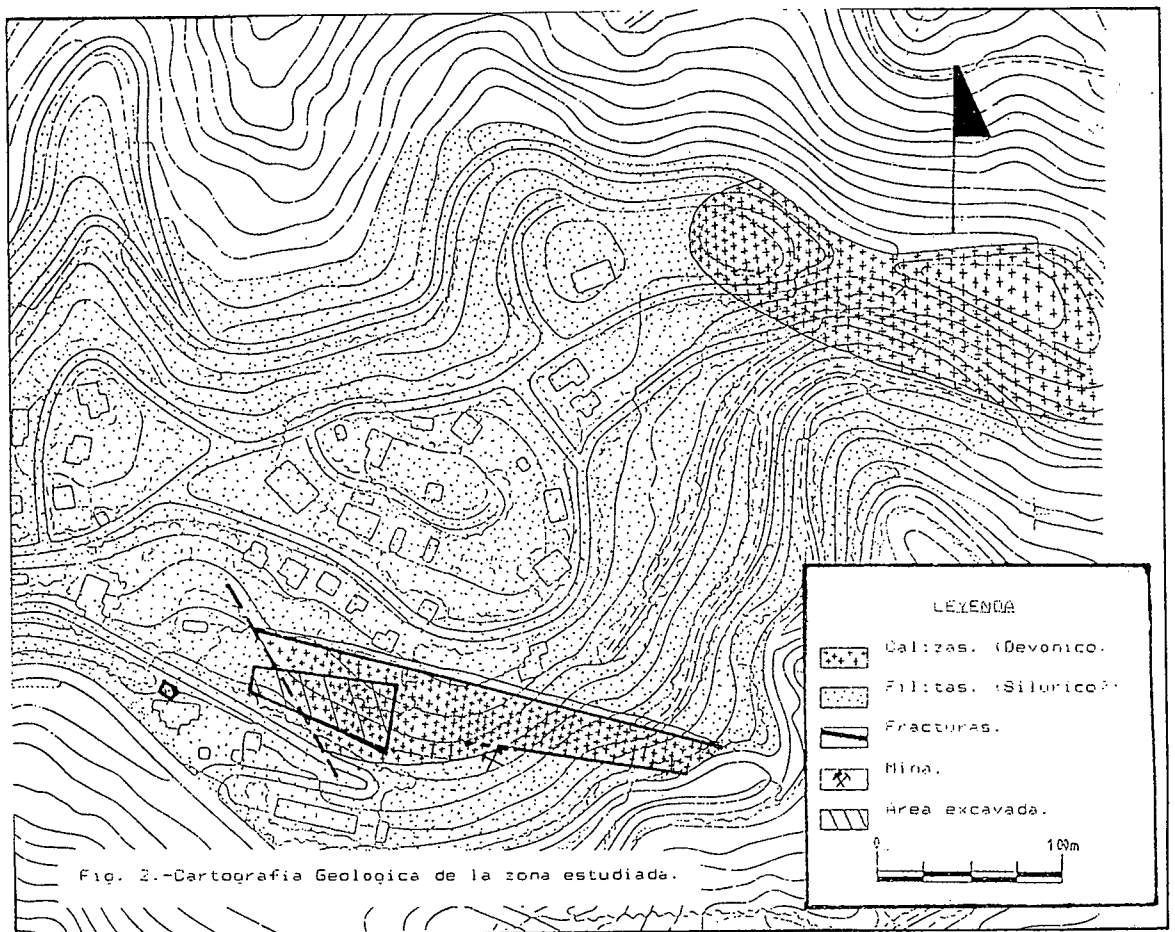 LEYENDA
Calizas. (Devonico.
Filitas. (Silurico?)
Fracturas.
Mina.
Area excavada.
0 100m
Fig. 2.-Cartografia Geologica de la zona estudiada.